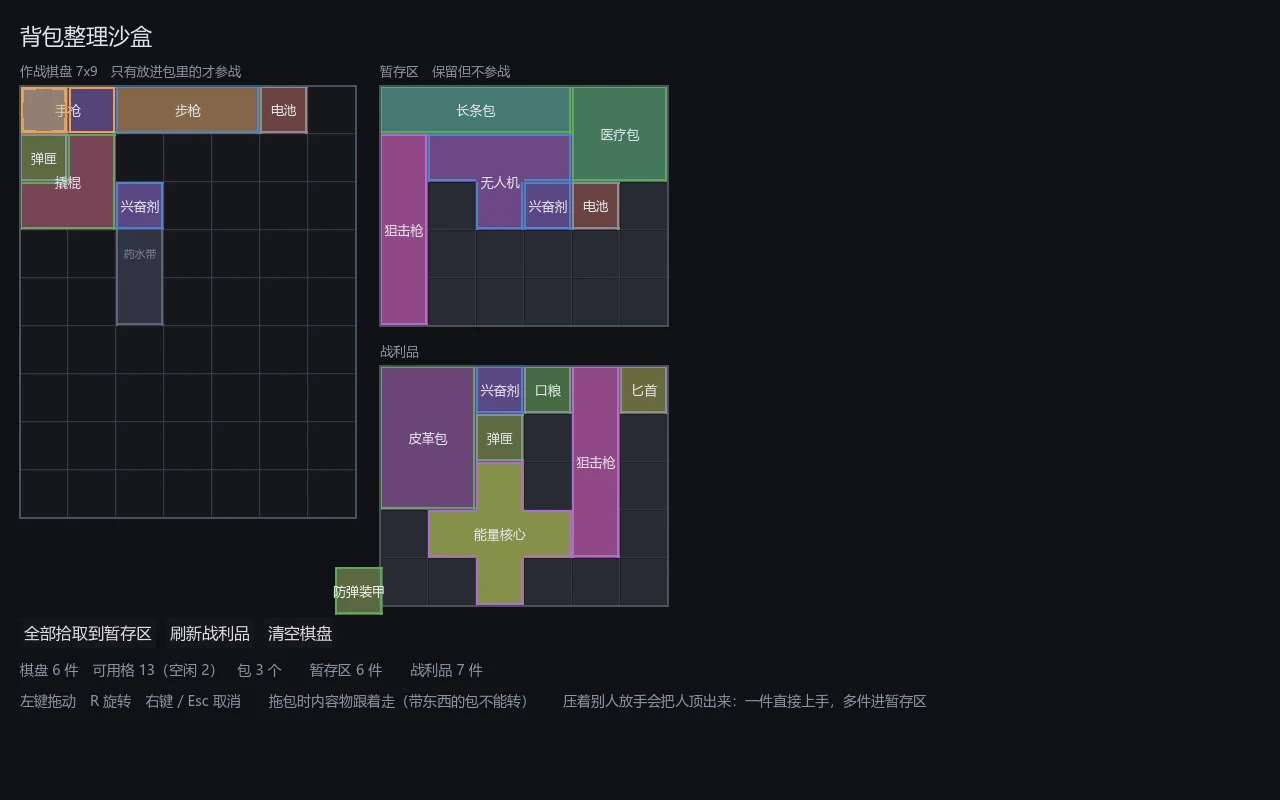 背包整理沙盒
作战棋盘 7x9 只有放进包里的才参战
暂存区 保留但不参战
手枪
步枪
电池
长条包
医疗包
弹匣
撬棍
兴奋剂
无人机
兴奋剂
电池
狙击枪
药水带
战利品
兴奋剂
口粮
匕首
皮革包
弹匣
狙击枪
能量核心
防弹装甲
全部拾取到暂存区 刷新战利品 清空棋盘
棋盘 6 件 可用格 13（空闲 2） 包 3 个 暂存区 6 件 战利品 7 件
左键拖动 R 旋转 右键 / Esc 取消 拖包时内容物跟着走（带东西的包不能转） 压着别人放手会把人顶出来：一件直接上手，多件进暂存区